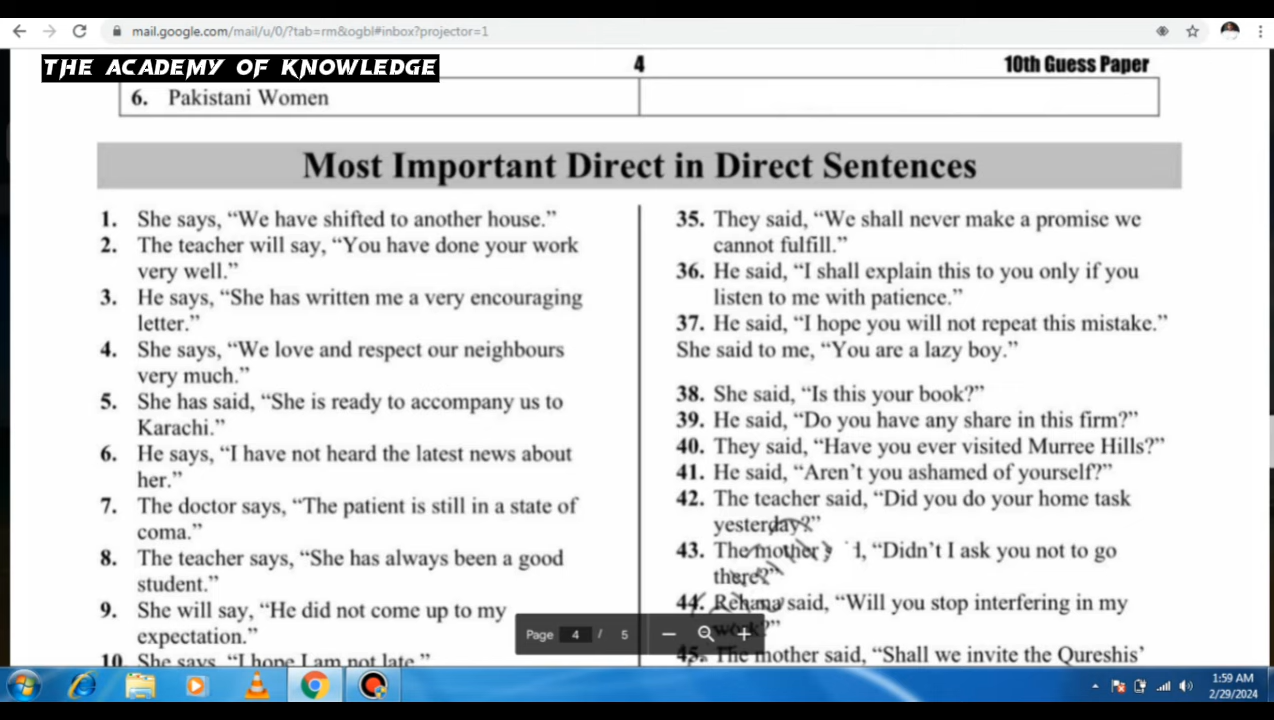 mail.google.com/mail/u/0/?tab=rm&ogbl#inbox?projector=1
THE ACADEMY OF KNOWLEDGE
4
10th Guess Paper
6. Pakistani Women
Most Important Direct in Direct Sentences
1. She says, “We have shifted to another house.”
2. The teacher will say, “You have done your work
very well.”
3. He says, “She has written me a very encouraging
letter.”
4. She says, “We love and respect our neighbours
very much.”
5. She has said, “She is ready to accompany us to
Karachi.”
6. He says, “I have not heard the latest news about
her.”
7. The doctor says, “The patient is still in a state of
coma.”
8. The teacher says, “She has always been a good
student.”
9. She will say, “He did not come up to my
expectation.”
10. She says, “I hope I am not late.”
35. They said, “We shall never make a promise we
cannot fulfill.”
36. He said, “I shall explain this to you only if you
listen to me with patience.”
37. He said, “I hope you will not repeat this mistake.”
She said to me, “You are a lazy boy.”
38. She said, “Is this your book?”
39. He said, “Do you have any share in this firm?”
40. They said, “Have you ever visited Murree Hills?”
41. He said, “Aren’t you ashamed of yourself?”
42. The teacher said, “Did you do your home task
yesterday?”
43. The mother “Didn’t I ask you not to go
there?”
44. Rehana said, “Will you stop interfering in my
work?”
45. The mother said, “Shall we invite the Qureshis’
Page 4 / 5
1:59 AM
2/29/2024